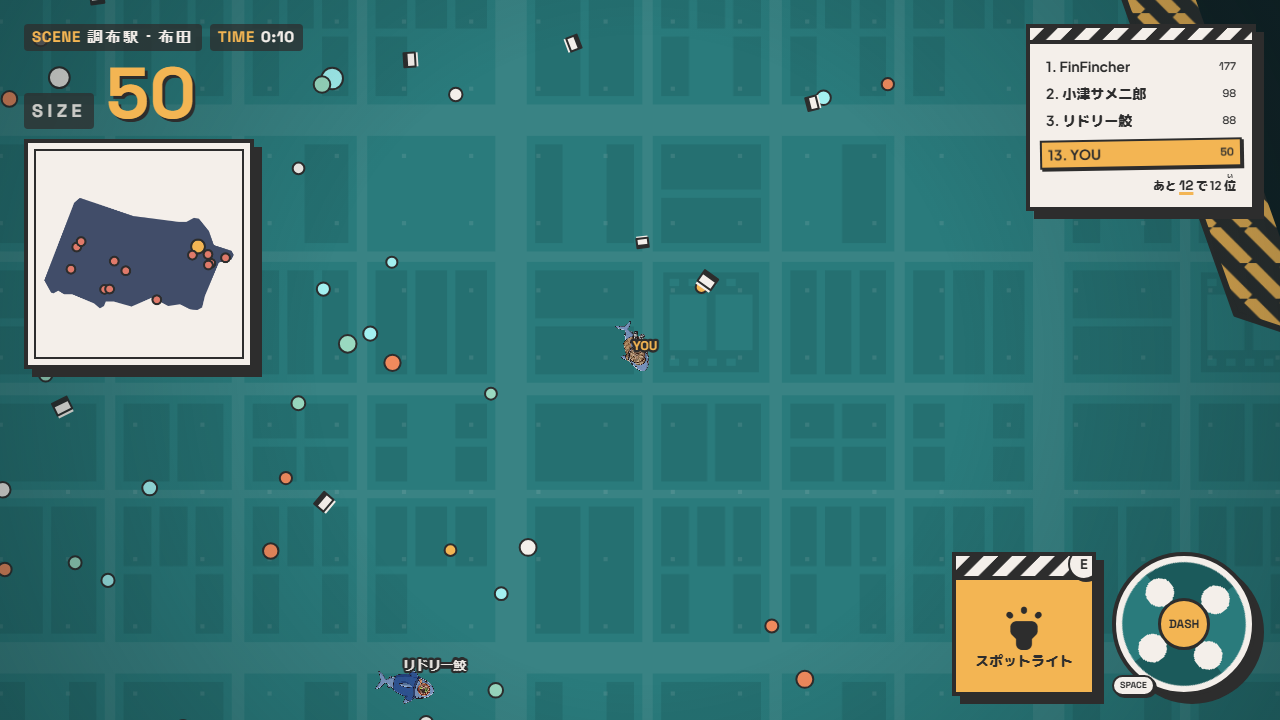 SCENE 調布駅 - 布田 TIME 0:10
SIZE 50
1. FinFincher 177
2. 小津サメ二郎 98
3. リドリー鮫 88
13. YOU 50
あと12で12位
い
YOU
リドリー鮫
E
スポットライト
DASH
SPACE